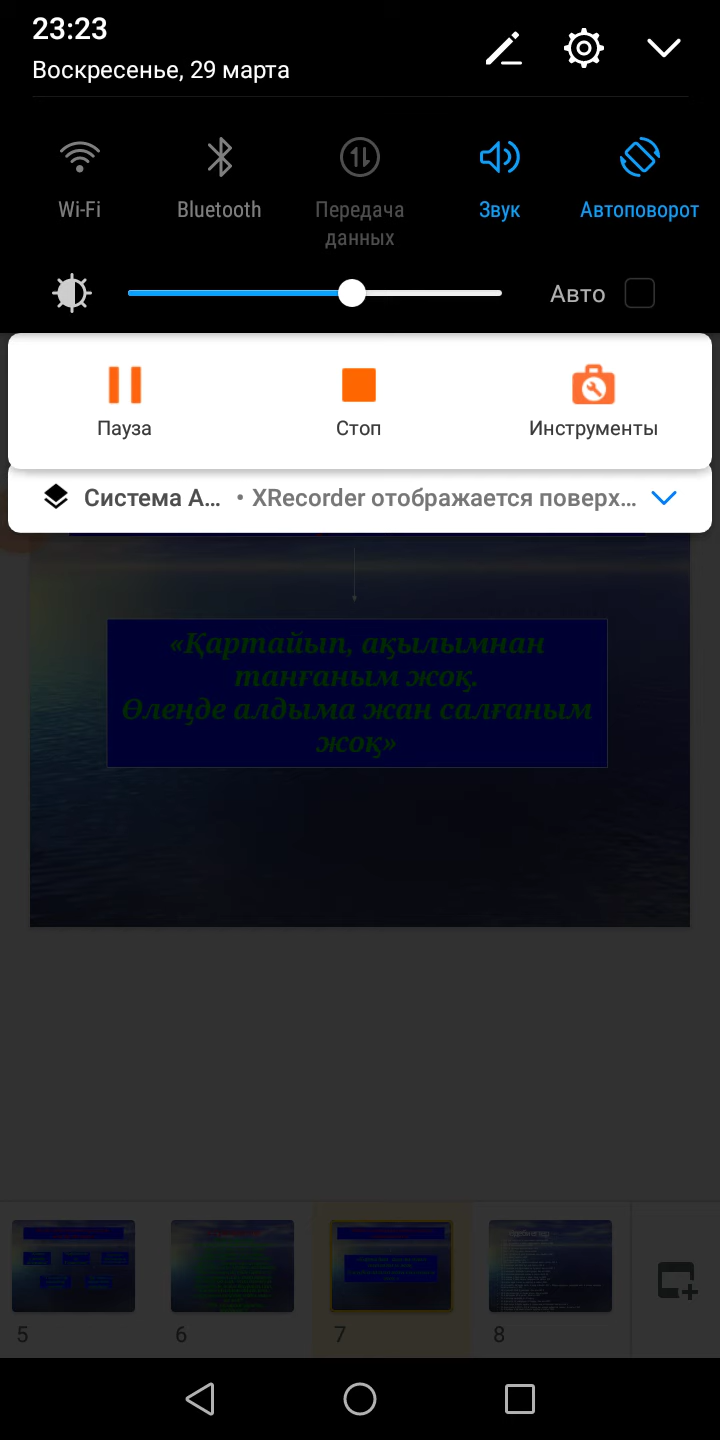 23:23
Воскресенье, 29 марта
Wi-Fi
Bluetooth
Передача
данных
Звук
Автоповорот
Авто
Пауза
Стоп
Инструменты
Система A... • XRecorder отображается поверх...
«Қартайып, ақылымнан
танғаным жоқ.
Өлеңде алдыма жан салғаным
жоқ»
5
6
7
8